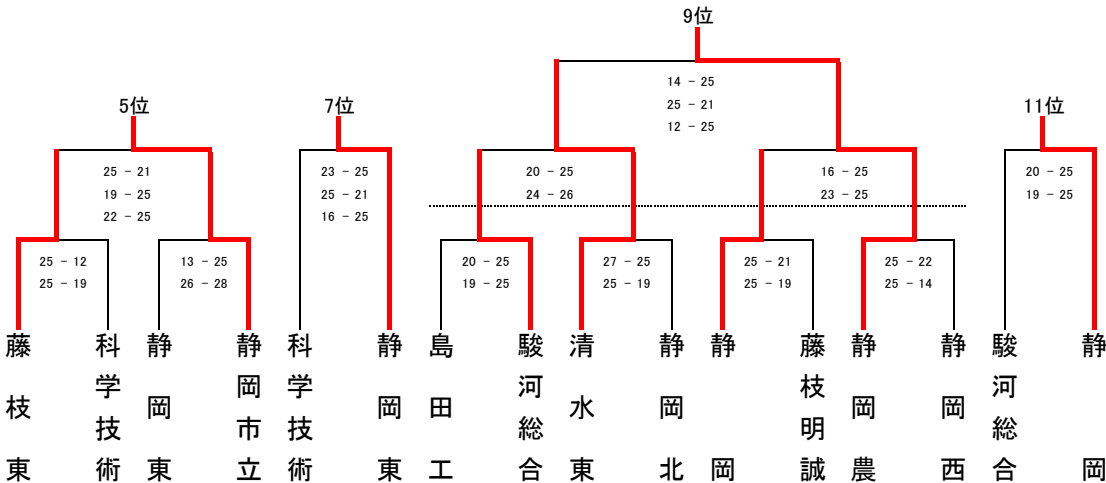 9位
14 - 25
25 - 21
12 - 25
5位
7位
11位
25 - 21
19 - 25
22 - 25
23 - 25
25 - 21
16 - 25
20 - 25
24 - 26
16 - 25
23 - 25
20 - 25
19 - 25
25 - 12
25 - 19
13 - 25
26 - 28
20 - 25
19 - 25
27 - 25
25 - 19
25 - 21
25 - 19
25 - 22
25 - 14
藤枝東
科学技術
静岡東
静岡市立
科学技術
静岡東
島田工
駿河総合
清水東
静岡北
静岡
藤枝明誠
静岡農
静岡西
駿河総合
静岡